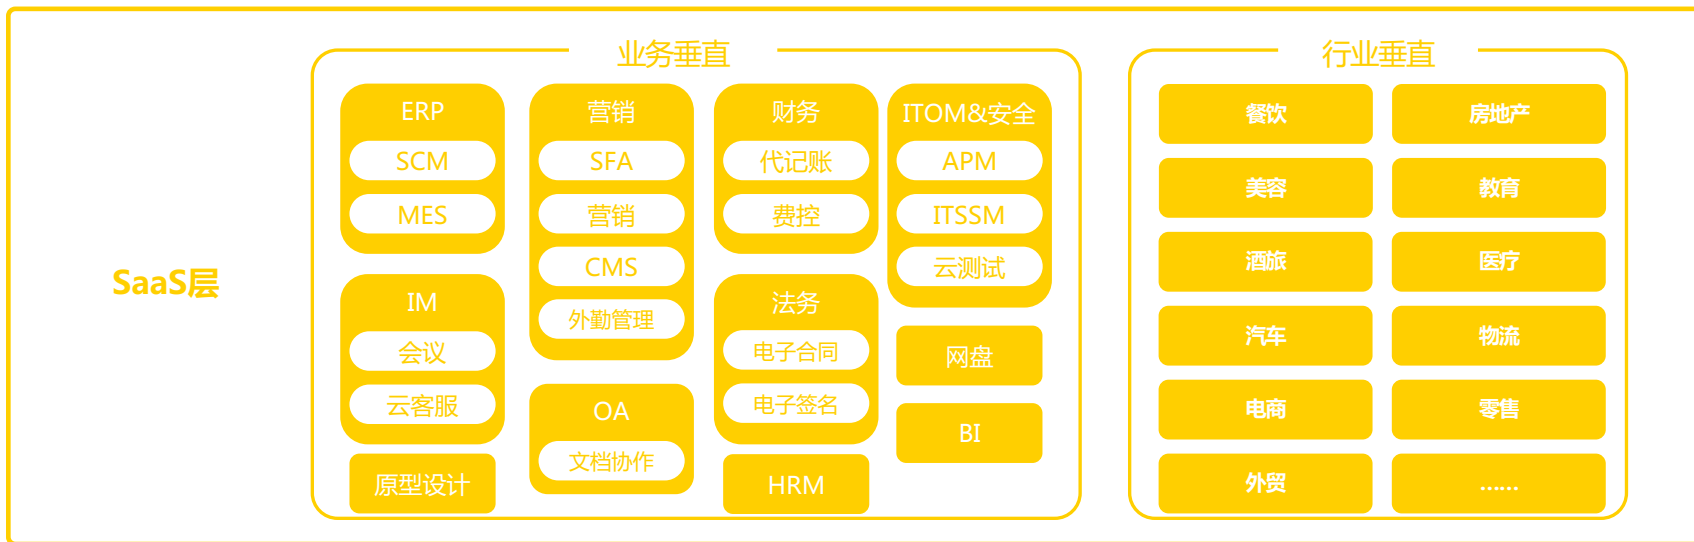 SaaS层
业务垂直
ERP
SCM
MES
IM
会议
云客服
原型设计
营销
SFA
营销
CMS
外勤管理
OA
文档协作
财务
代记账
费控
法务
电子合同
电子签名
HRM
ITOM&安全
APM
ITSSM
云测试
网盘
BI
行业垂直
餐饮
房地产
美容
教育
酒旅
医疗
汽车
物流
电商
零售
外贸
......